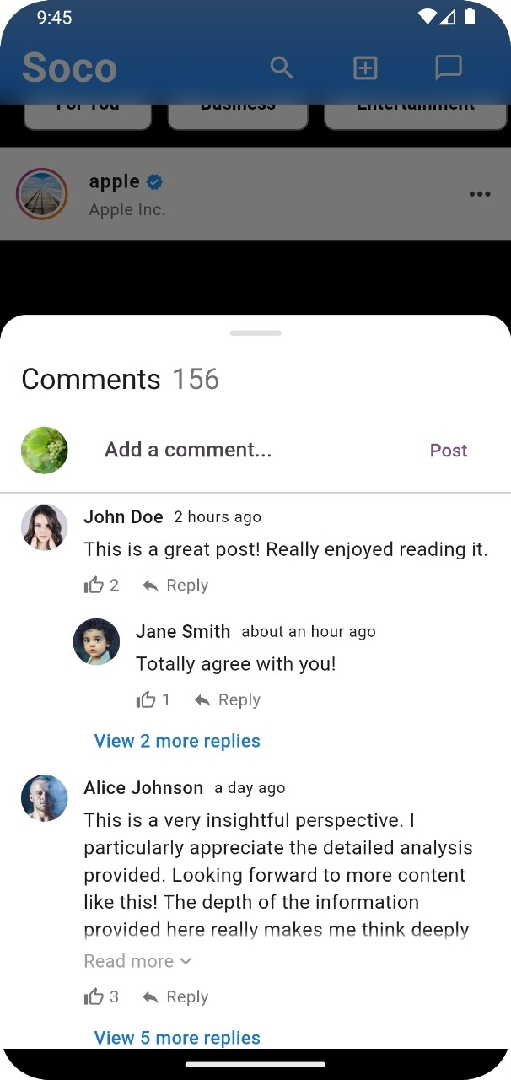 9:45
Soco
For You Business Entertainment
apple
Apple Inc.
Comments 156
Add a comment... Post
John Doe 2 hours ago
This is a great post! Really enjoyed reading it.
2 Reply
Jane Smith about an hour ago
Totally agree with you!
1 Reply
View 2 more replies
Alice Johnson a day ago
This is a very insightful perspective. I
particularly appreciate the detailed analysis
provided. Looking forward to more content
like this! The depth of the information
provided here really makes me think deeply
Read more
3 Reply
View 5 more replies